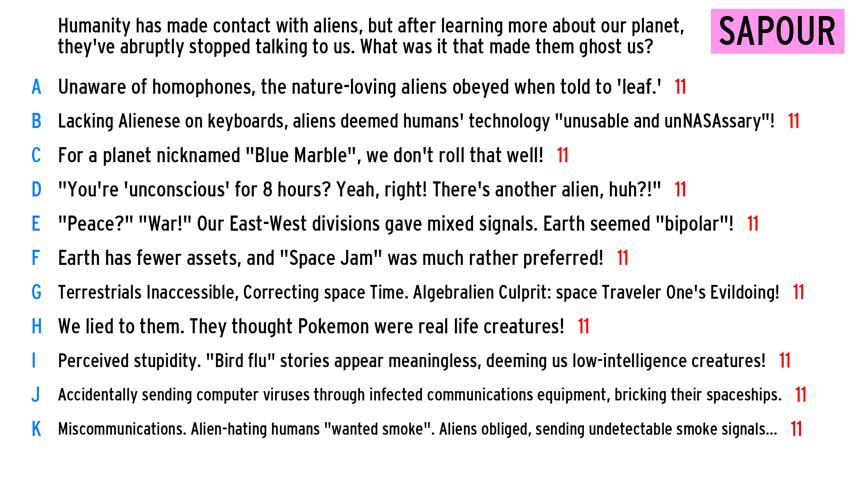 Humanity has made contact with aliens, but after learning more about our planet,
they've abruptly stopped talking to us. What was it that made them ghost us?
SAPOUR
A Unaware of homophones, the nature-loving aliens obeyed when told to 'leaf.' 11
B Lacking Alienese on keyboards, aliens deemed humans' technology "unusable and unNASAssary"! 11
C For a planet nicknamed "Blue Marble", we don't roll that well! 11
D "You're 'unconscious' for 8 hours? Yeah, right! There's another alien, huh?!" 11
E "Peace?" "War!" Our East-West divisions gave mixed signals. Earth seemed "bipolar"! 11
F Earth has fewer assets, and "Space Jam" was much rather preferred! 11
G Terrestrials Inaccessible, Correcting space Time. Algebralien Culprit: space Traveler One's Evildoing! 11
H We lied to them. They thought Pokemon were real life creatures! 11
I Perceived stupidity. "Bird flu" stories appear meaningless, deeming us low-intelligence creatures! 11
J Accidentally sending computer viruses through infected communications equipment, bricking their spaceships. 11
K Miscommunications. Alien-hating humans "wanted smoke". Aliens obliged, sending undetectable smoke signals... 11